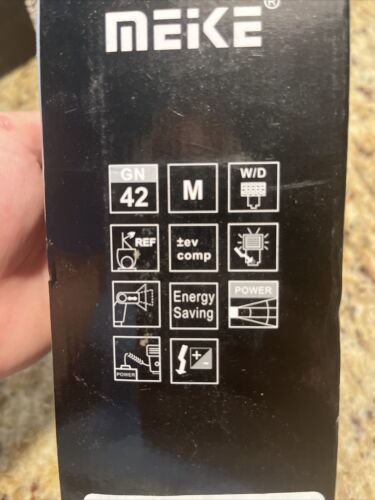 MEIKE®
GN
42
M
W/D
REF
±ev
comp
Energy
Saving
POWER
POWER
+-